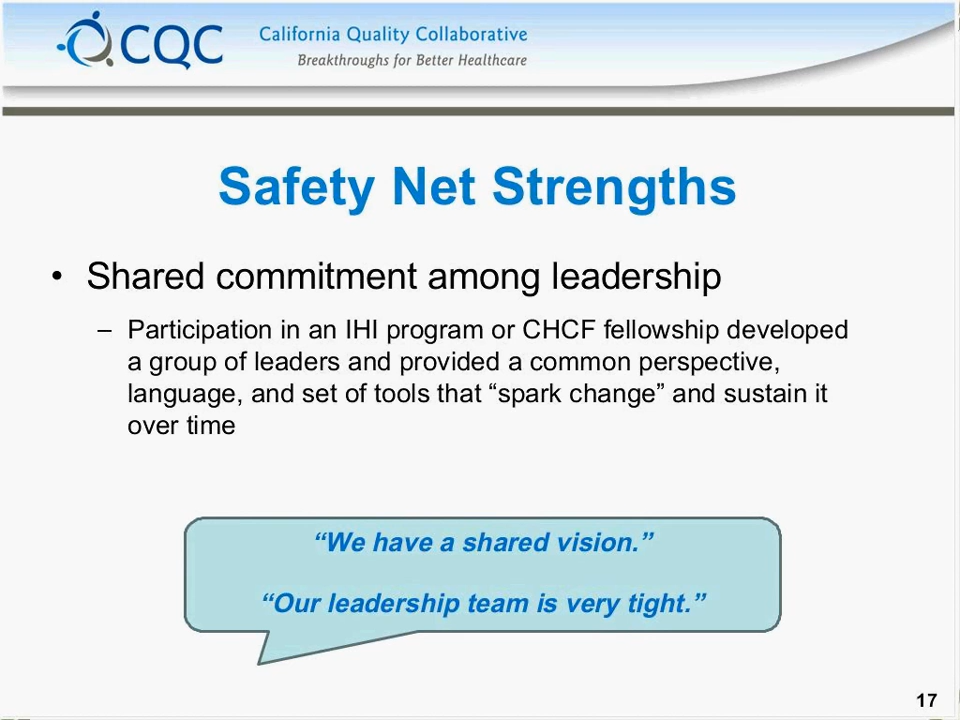 CQC
California Quality Collaborative
Breakthroughs for Better Healthcare
Safety Net Strengths
• Shared commitment among leadership
– Participation in an IHI program or CHCF fellowship developed
a group of leaders and provided a common perspective,
language, and set of tools that “spark change” and sustain it
over time
“We have a shared vision.”
“Our leadership team is very tight.”
17